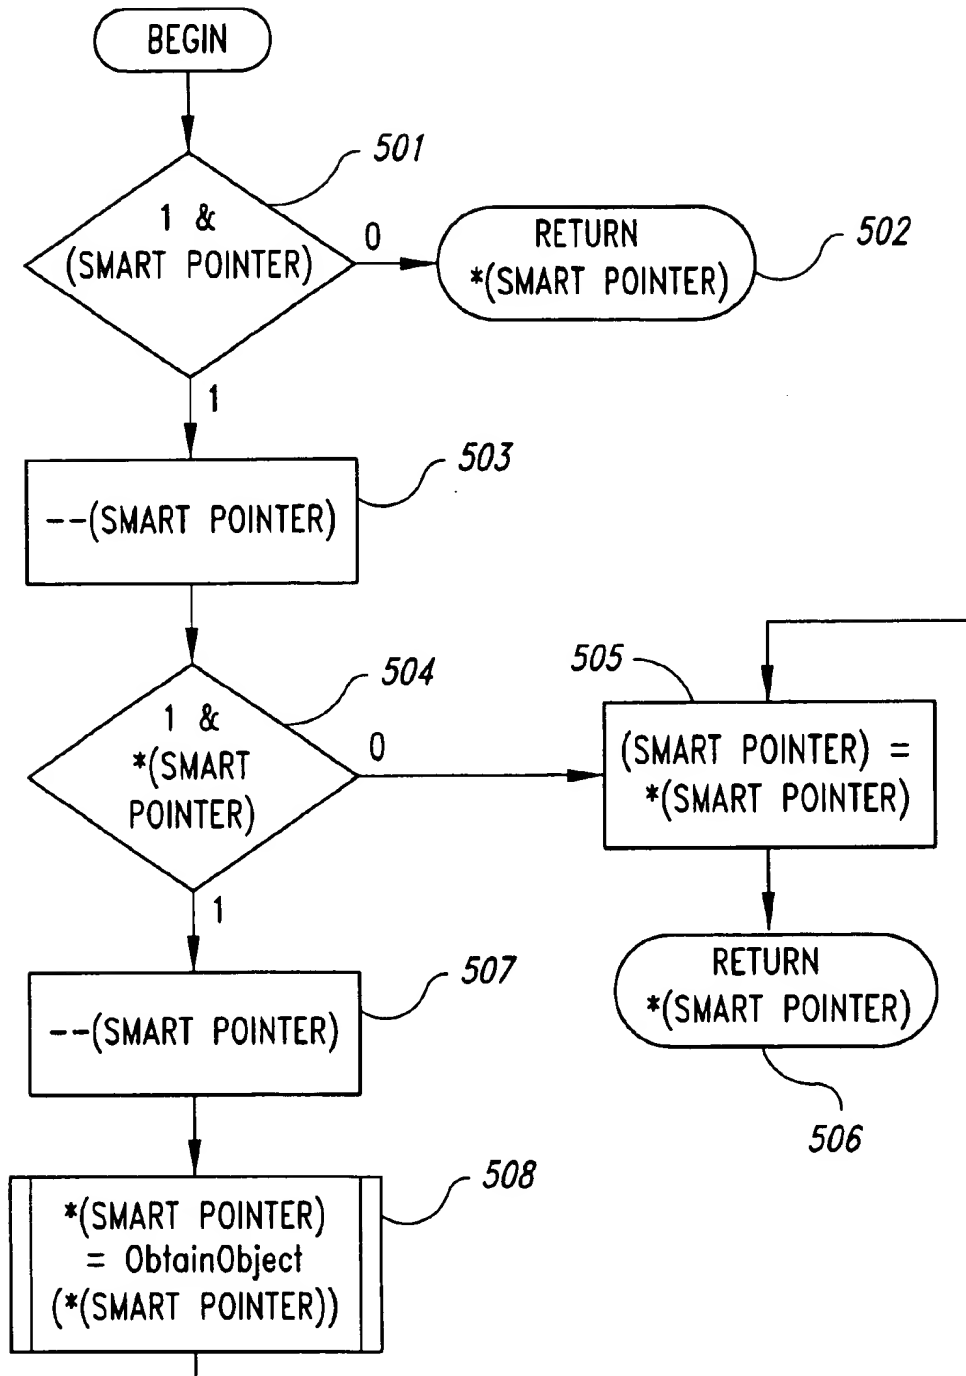 BEGIN
501
1 &
(SMART POINTER)
0
RETURN
*(SMART POINTER)
502
1
503
--(SMART POINTER)
504
1 &
*(SMART
POINTER)
0
505
(SMART POINTER) =
*(SMART POINTER)
1
RETURN
*(SMART POINTER)
506
507
--(SMART POINTER)
508
*(SMART POINTER)
= ObtainObject
(*(SMART POINTER))